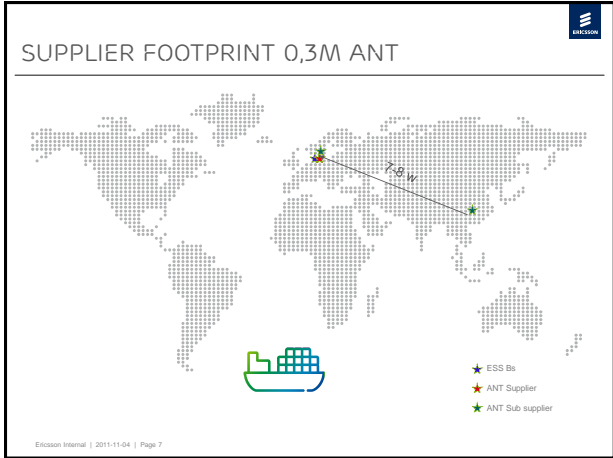 ERICSSON
SUPPLIER FOOTPRINT 0,3M ANT
7-8 w
ESS Bs
ANT Supplier
ANT Sub supplier
Ericsson Internal | 2011-11-04 | Page 7